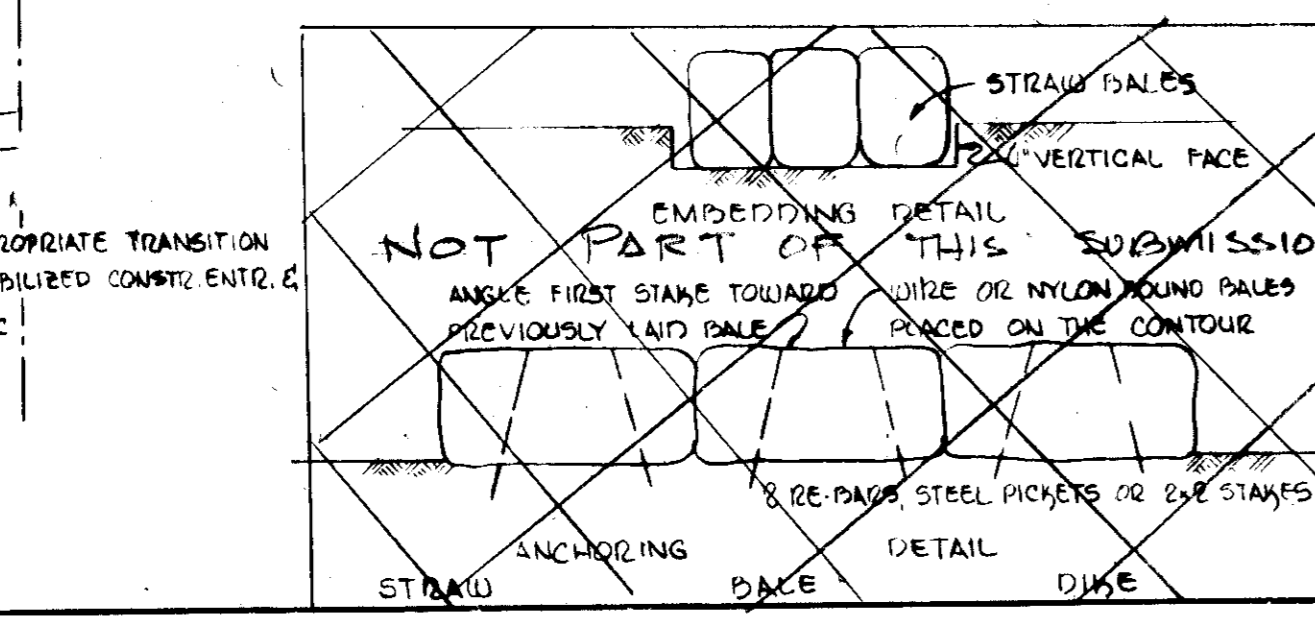 STRAW BALES
4" VERTICAL FACE
EMBEDDING DETAIL
NOT PART OF THIS SUBMISSIO
ROPRIATE TRANSITION
BILIZED CONSTR. ENTR. &
C
ANGLE FIRST STAKE TOWARD
PREVIOUSLY LAID BALE
WIRE OR NYLON BOUND BALES
PLACED ON THE CONTOUR
RE-BARS, STEEL PICKETS OR 2x2 STAKES
ANCHORING DETAIL
STRAW BALE DIKE